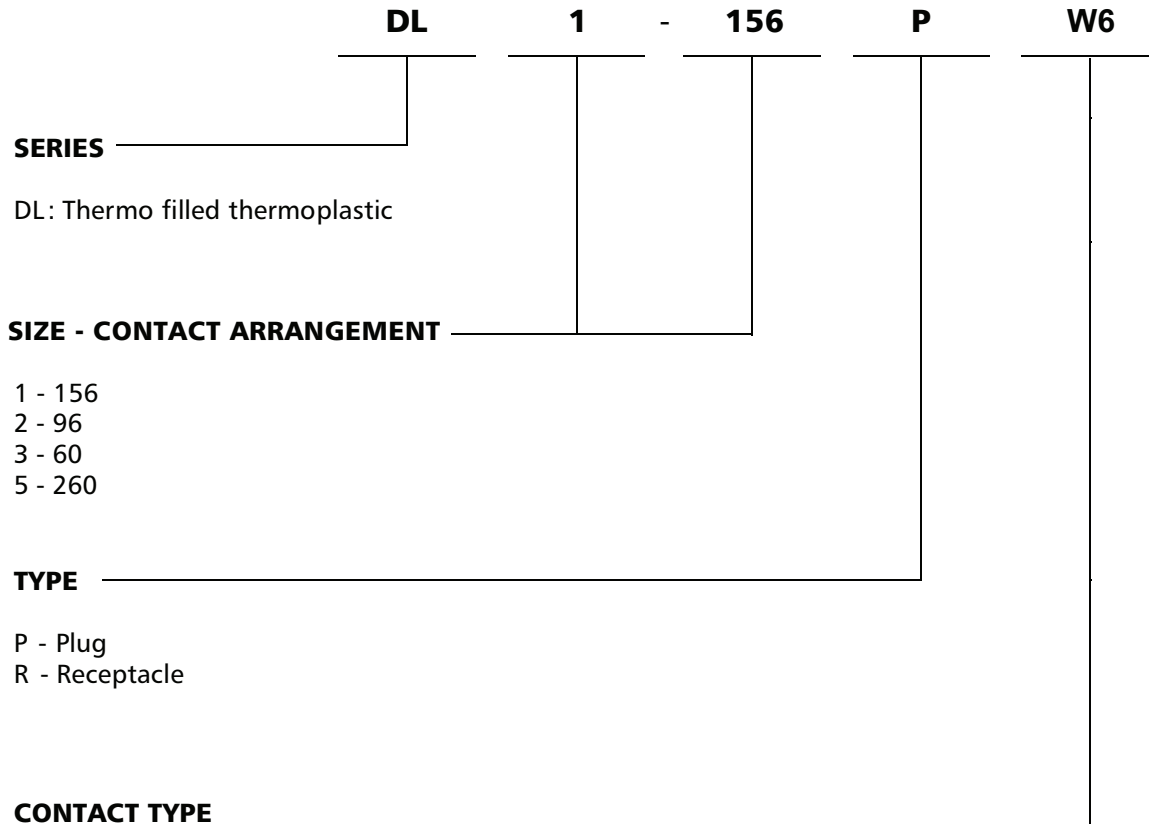 DL 1 - 156 P W6
SERIES
DL: Thermo filled thermoplastic
SIZE - CONTACT ARRANGEMENT
1 - 156
2 - 96
3 - 60
5 - 260
TYPE
P - Plug
R - Receptacle
CONTACT TYPE